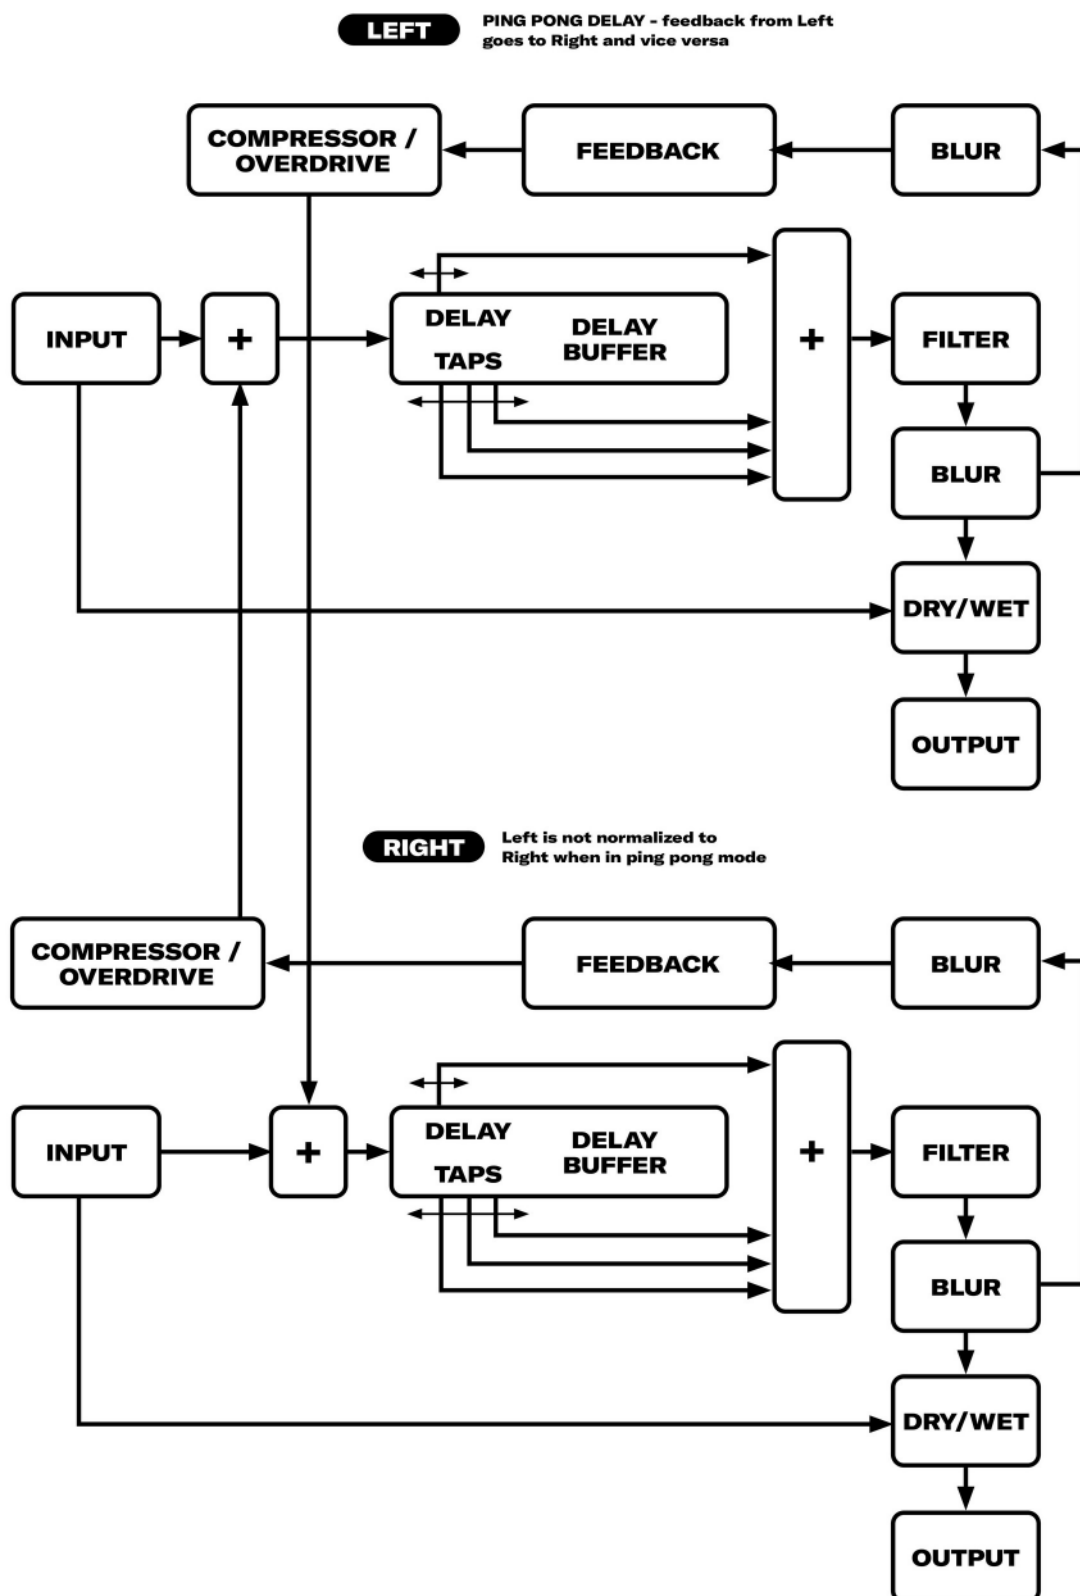 LEFT
PING PONG DELAY - feedback from Left
goes to Right and vice versa
COMPRESSOR /
OVERDRIVE
FEEDBACK
BLUR
INPUT
+
DELAY
TAPS
DELAY
BUFFER
+
FILTER
BLUR
DRY/WET
OUTPUT
RIGHT
Left is not normalized to
Right when in ping pong mode
COMPRESSOR /
OVERDRIVE
FEEDBACK
BLUR
INPUT
+
DELAY
TAPS
DELAY
BUFFER
+
FILTER
BLUR
DRY/WET
OUTPUT